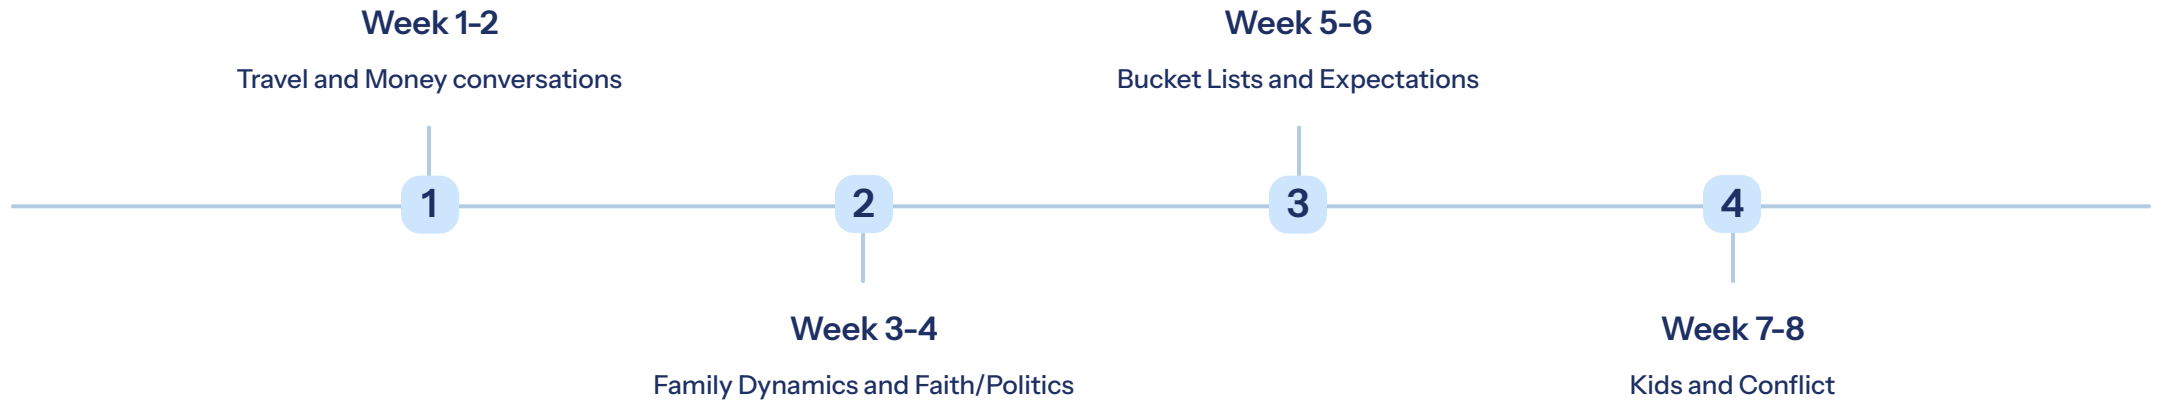 Week 1-2
Travel and Money conversations
1
2
Week 3-4
Family Dynamics and Faith/Politics
Week 5-6
Bucket Lists and Expectations
3
4
Week 7-8
Kids and Conflict